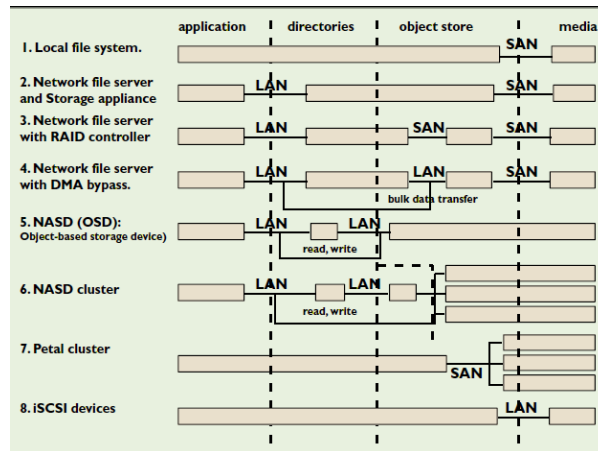 application directories object store media
1. Local file system.
SAN
2. Network file server
and Storage appliance
LAN SAN
3. Network file server
with RAID controller
LAN SAN SAN
4. Network file server
with DMA bypass.
LAN LAN SAN
bulk data transfer
5. NASD (OSD):
Object-based storage device)
LAN LAN
read, write
6. NASD cluster
LAN LAN
read, write
7. Petal cluster
SAN
8. iSCSI devices
LAN